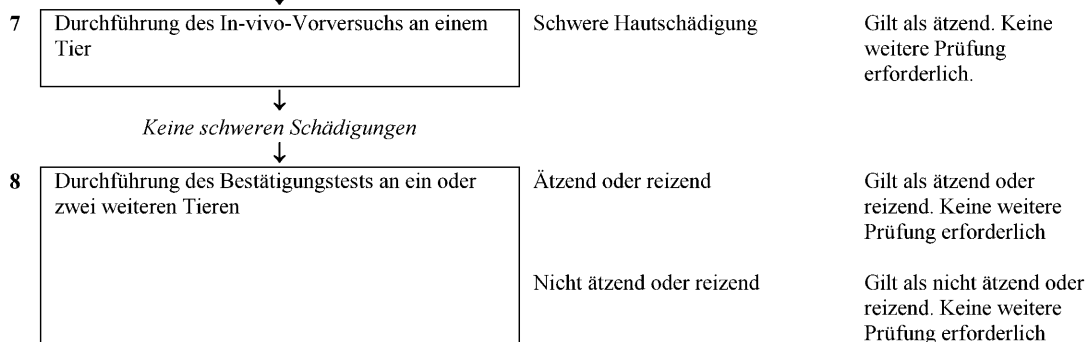 7 Durchführung des In-vivo-Vorversuchs an einem Tier
Schwere Hautschädigung
Gilt als ätzend. Keine
weitere Prüfung
erforderlich.
Keine schweren Schädigungen
8 Durchführung des Bestätigungstests an ein oder
zwei weiteren Tieren
Ätzend oder reizend
Gilt als ätzend oder
reizend. Keine weitere
Prüfung erforderlich
Nicht ätzend oder reizend
Gilt als nicht ätzend oder
reizend. Keine weitere
Prüfung erforderlich